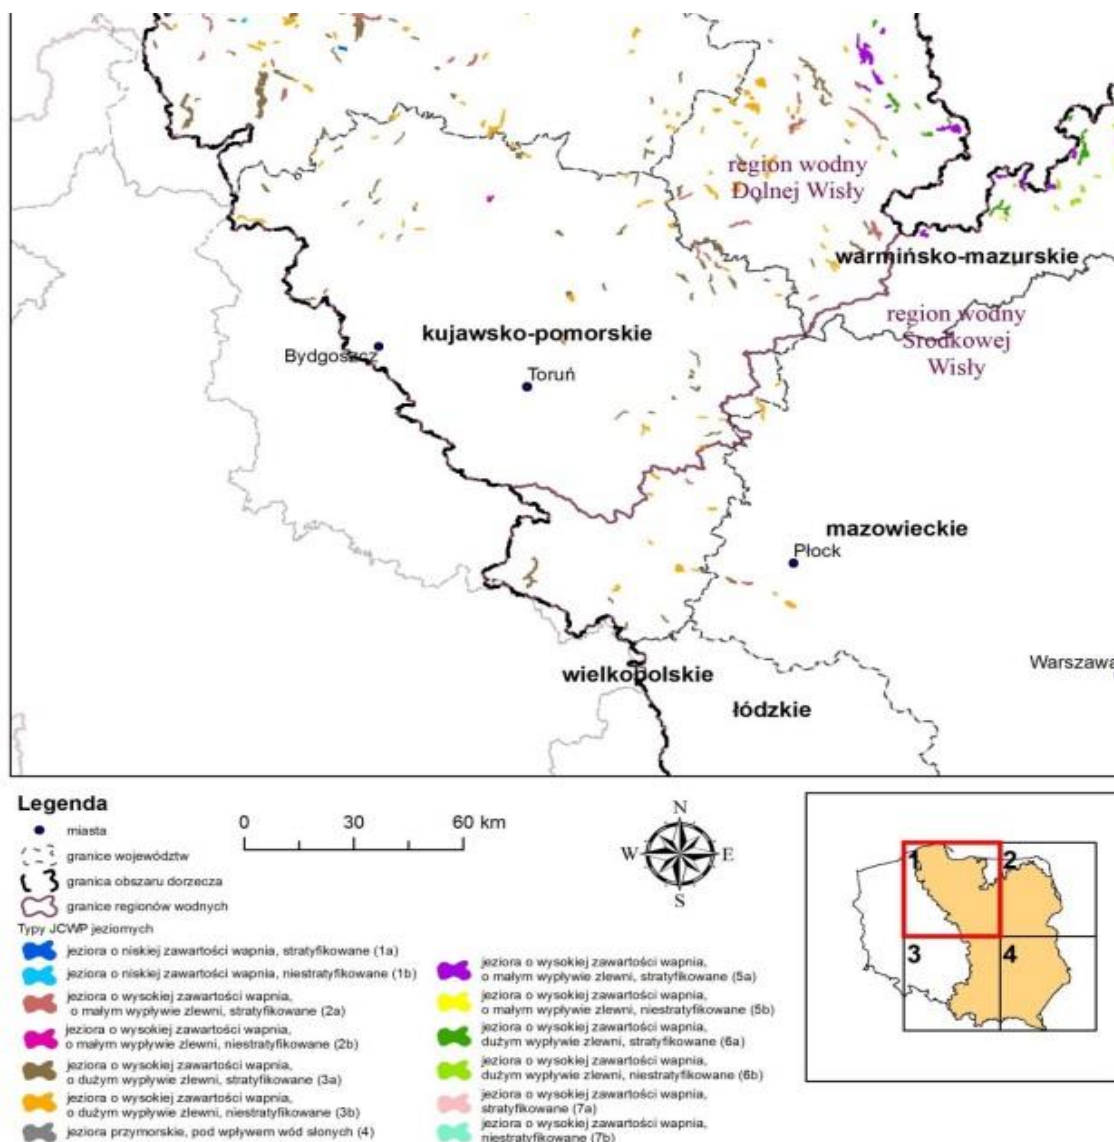 region wodny
Dolnej Wisły
warmińsko-mazurskie
region wodny
Środkowej
Wisły
kujawsko-pomorskie
Bydgoszcz
Toruń
mazowieckie
Płock
wielkopolskie
Warszawa
łódzkie
Legenda
miasta
granice województw
granica obszaru dorzecza
granice regionów wodnych
Typy JCWP jeziornych
jeziora o niskiej zawartości wapnia, stratyfikowane (1a)
jeziora o niskiej zawartości wapnia, niestratyfikowane (1b)
jeziora o wysokiej zawartości wapnia,
o małym wypływie zlewni, stratyfikowane (2a)
jeziora o wysokiej zawartości wapnia,
o małym wypływie zlewni, niestratyfikowane (2b)
jeziora o wysokiej zawartości wapnia,
o dużym wypływie zlewni, stratyfikowane (3a)
jeziora o wysokiej zawartości wapnia,
o dużym wypływie zlewni, niestratyfikowane (3b)
jeziora przymorskie, pod wpływem wód słonych (4)
0 30 60 km
N
W E
S
jeziora o wysokiej zawartości wapnia,
o małym wypływie zlewni, stratyfikowane (5a)
jeziora o wysokiej zawartości wapnia,
o małym wypływie zlewni, niestratyfikowane (5b)
jeziora o wysokiej zawartości wapnia,
dużym wypływie zlewni, stratyfikowane (6a)
jeziora o wysokiej zawartości wapnia,
dużym wypływie zlewni, niestratyfikowane (6b)
jeziora o wysokiej zawartości wapnia,
stratyfikowane (7a)
jeziora o wysokiej zawartości wapnia,
niestratyfikowane (7b)
1 2
3 4